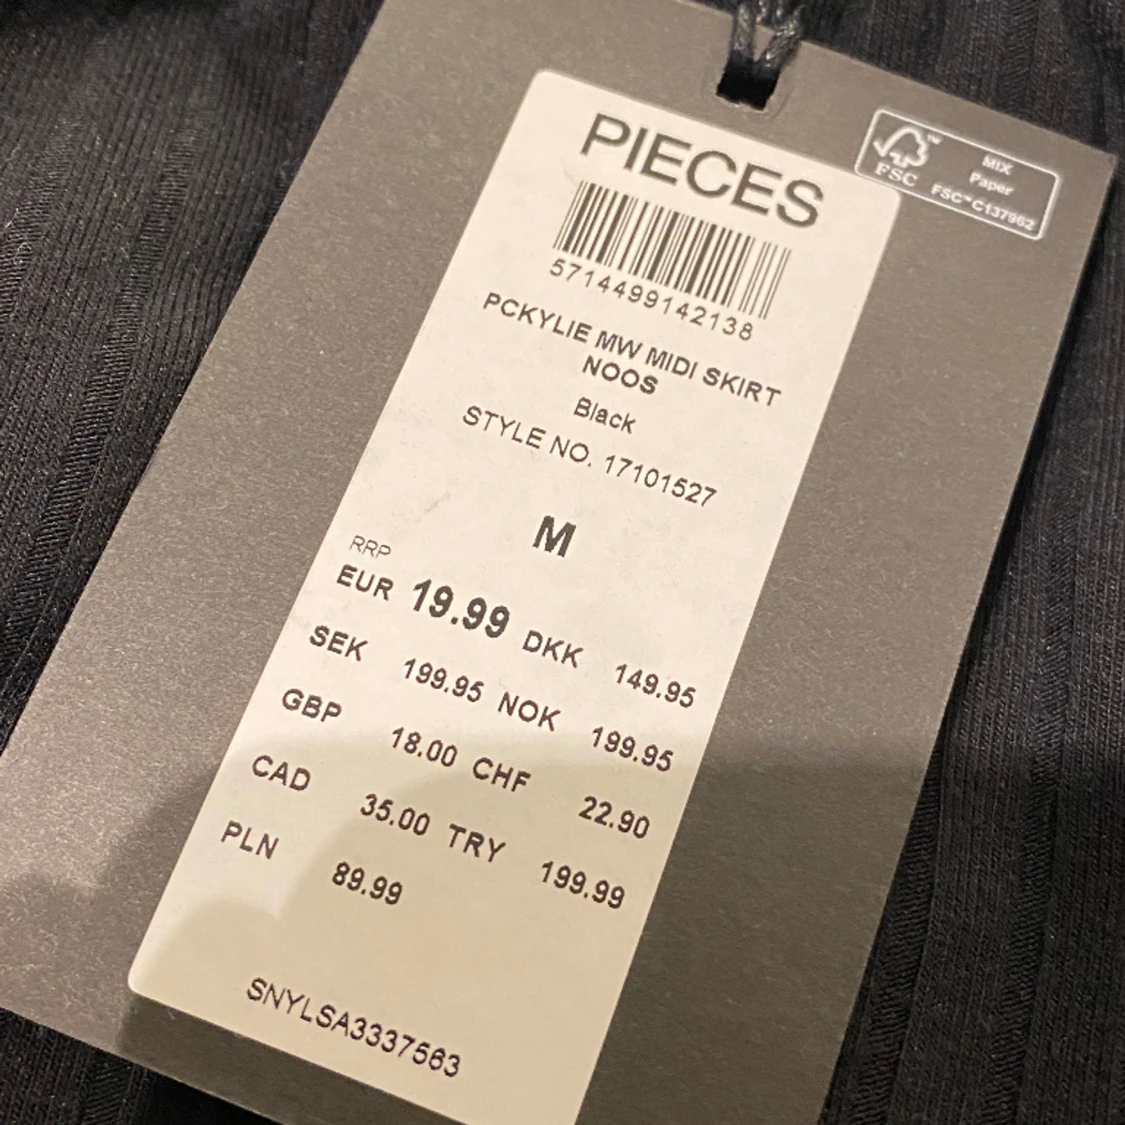 PIECES
5714499142138
PCKYLIE MW MIDI SKIRT
NOOS
Black
STYLE NO. 17101527
M
RRP
EUR 19.99 DKK 149.95
SEK 199.95 NOK 199.95
GBP 18.00 CHF 22.90
CAD 35.00 TRY 199.99
PLN 89.99
SNYLSA3337563
FSC™
MIX
Paper
FSC™ C137962